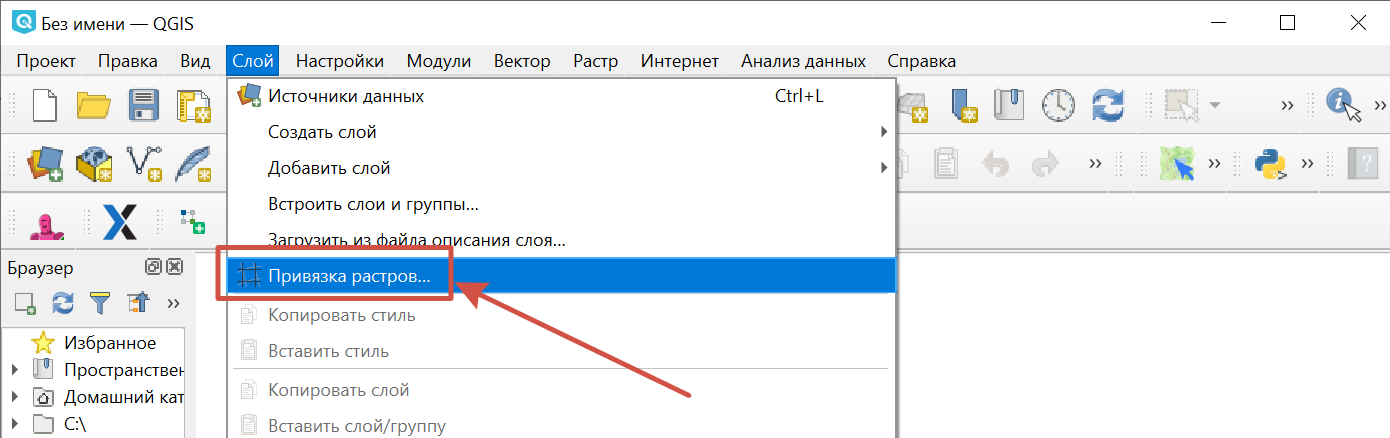 Без имени — QGIS
Проект Правка Вид Слой Настройки Модули Вектор Растр Интернет Анализ данных Справка
Источники данных Ctrl+L
Создать слой
Добавить слой
Встроить слои и группы...
Загрузить из файла описания слоя...
Привязка растров...
Копировать стиль
Вставить стиль
Копировать слой
Вставить слой/группу
Браузер
Избранное
Пространствен
Домашний кат
C:\